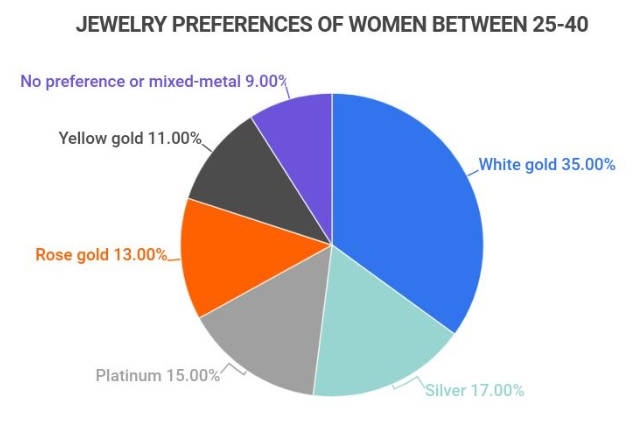 JEWELRY PREFERENCES OF WOMEN BETWEEN 25-40
No preference or mixed-metal 9.00%
Yellow gold 11.00%
White gold 35.00%
Rose gold 13.00%
Platinum 15.00%
Silver 17.00%